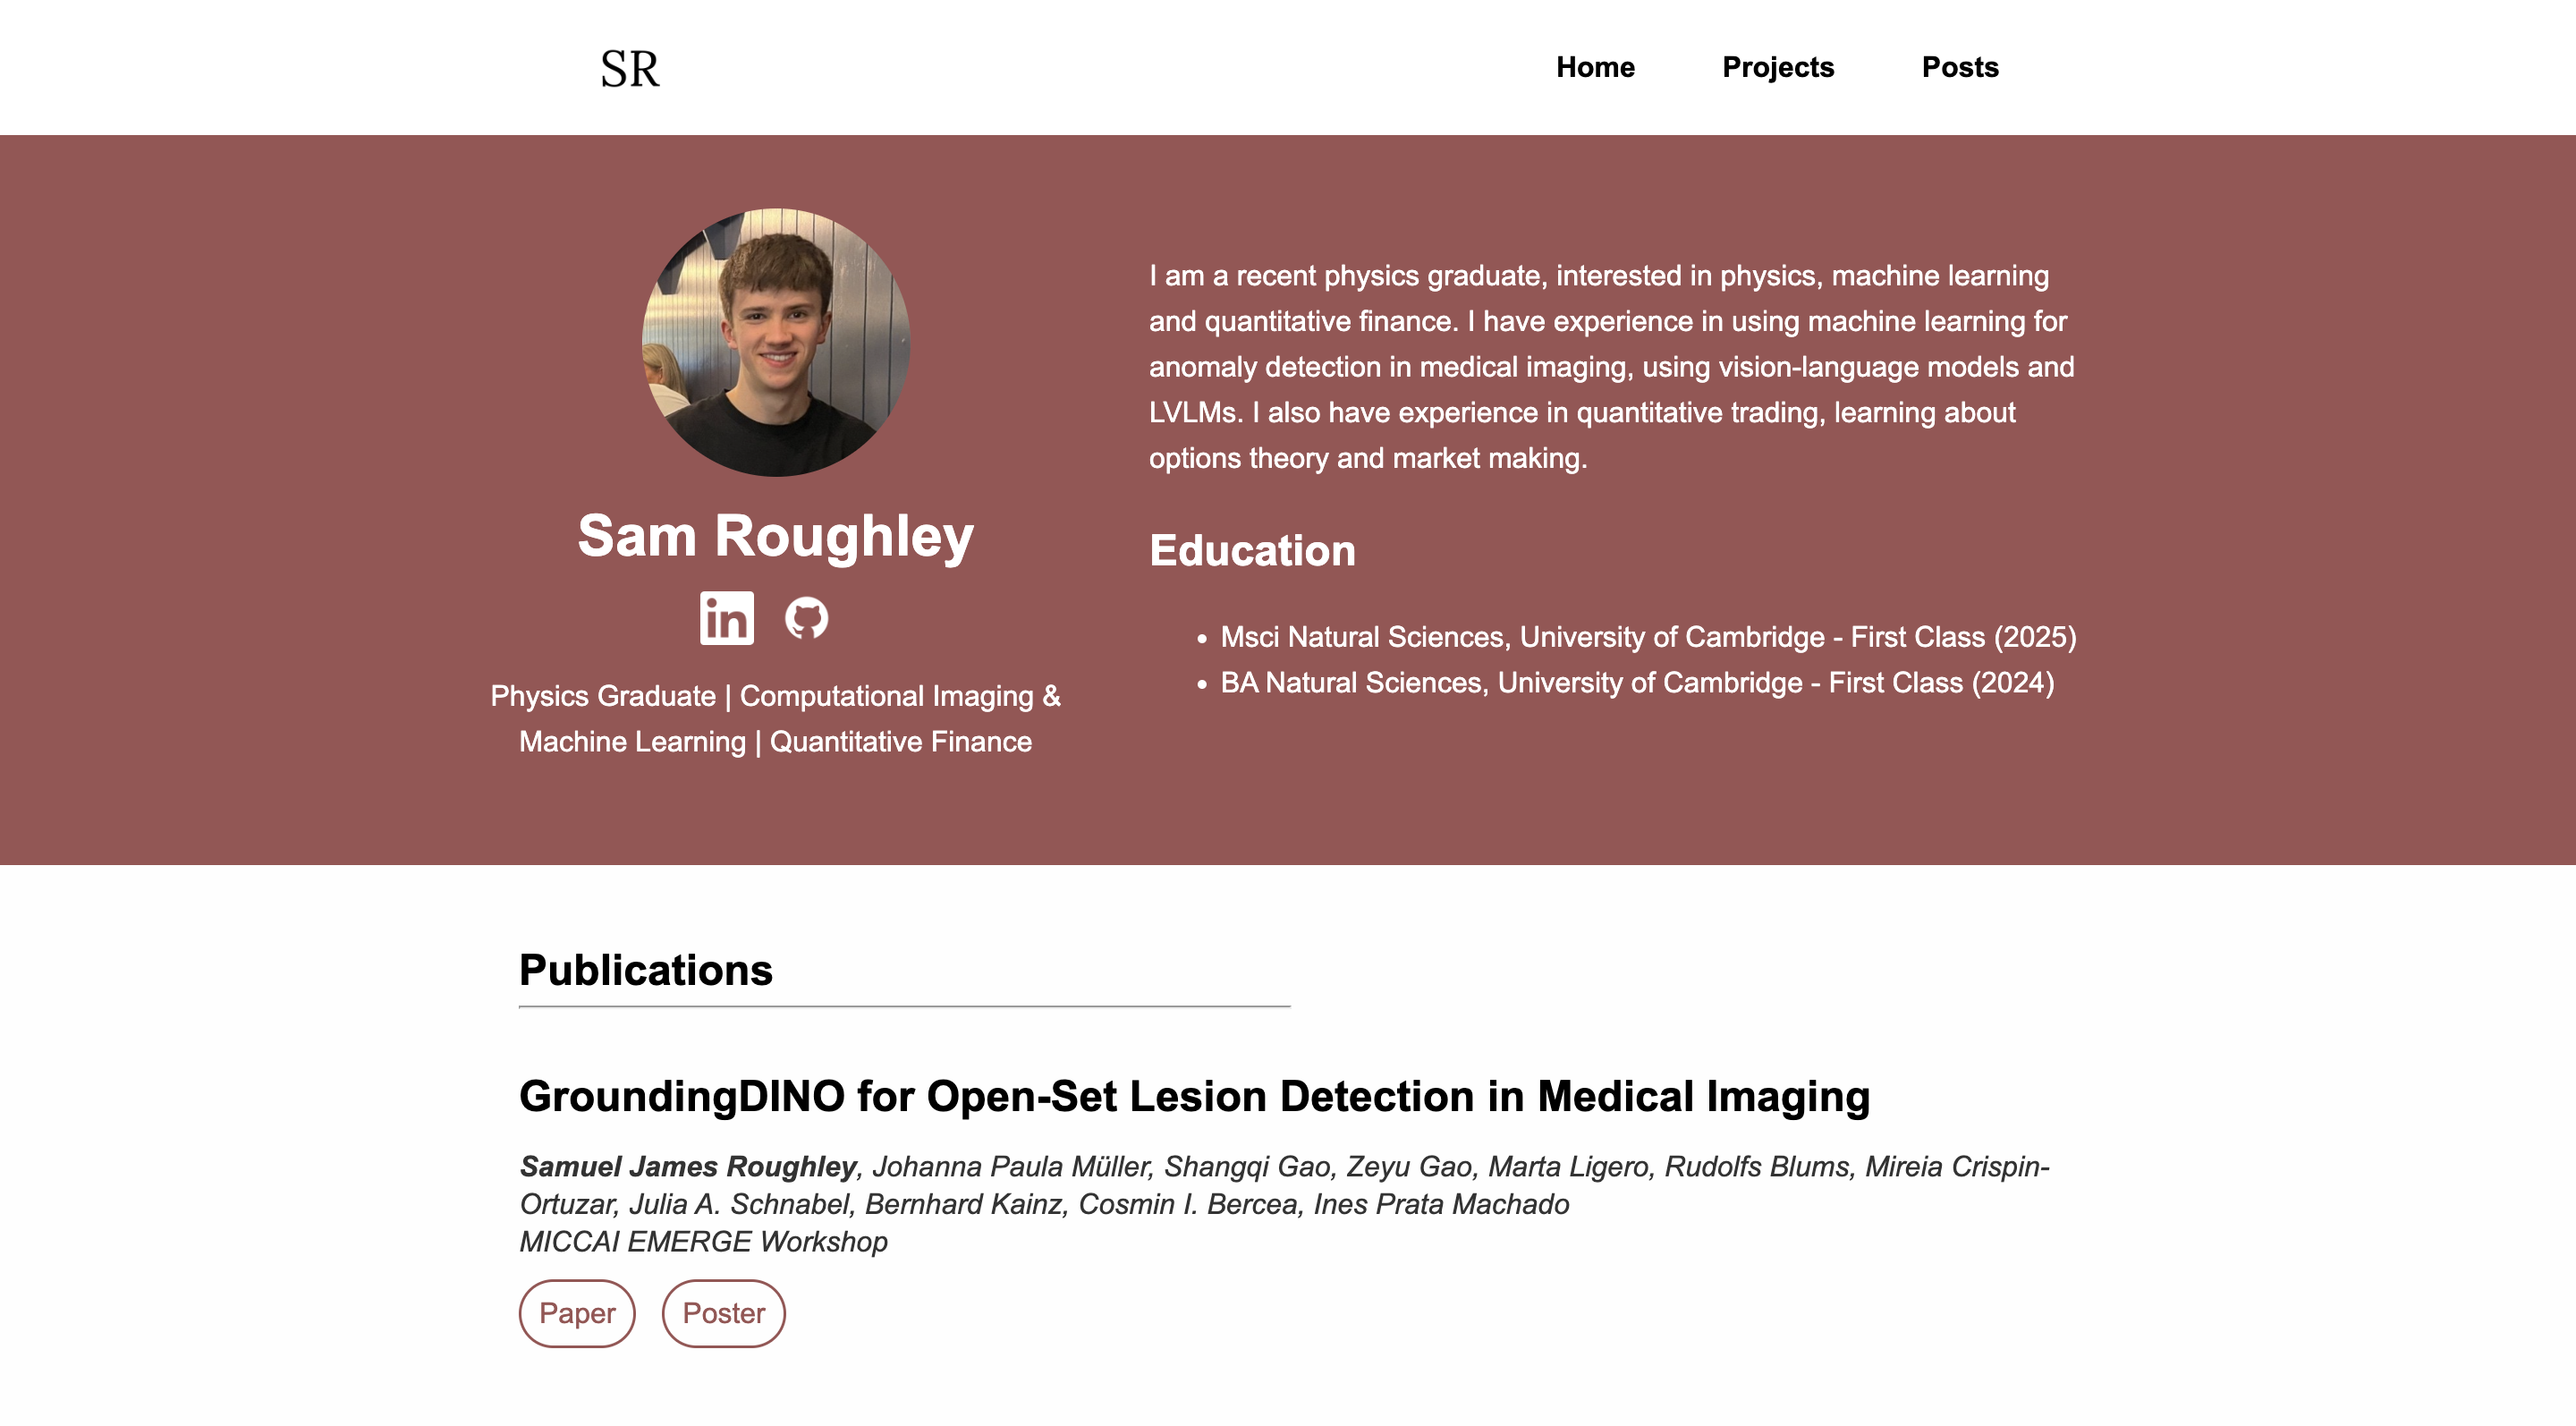 SR
Home Projects Posts
Sam Roughley
in
Physics Graduate | Computational Imaging &
Machine Learning | Quantitative Finance
I am a recent physics graduate, interested in physics, machine learning
and quantitative finance. I have experience in using machine learning for
anomaly detection in medical imaging, using vision-language models and
LVLMs. I also have experience in quantitative trading, learning about
options theory and market making.
Education
• Msci Natural Sciences, University of Cambridge - First Class (2025)
• BA Natural Sciences, University of Cambridge - First Class (2024)
Publications
GroundingDINO for Open-Set Lesion Detection in Medical Imaging
Samuel James Roughley, Johanna Paula Müller, Shangqi Gao, Zeyu Gao, Marta Ligero, Rudolfs Blums, Mireia Crispin-
Ortuzar, Julia A. Schnabel, Bernhard Kainz, Cosmin I. Bercea, Ines Prata Machado
MICCAI EMERGE Workshop
Paper Poster